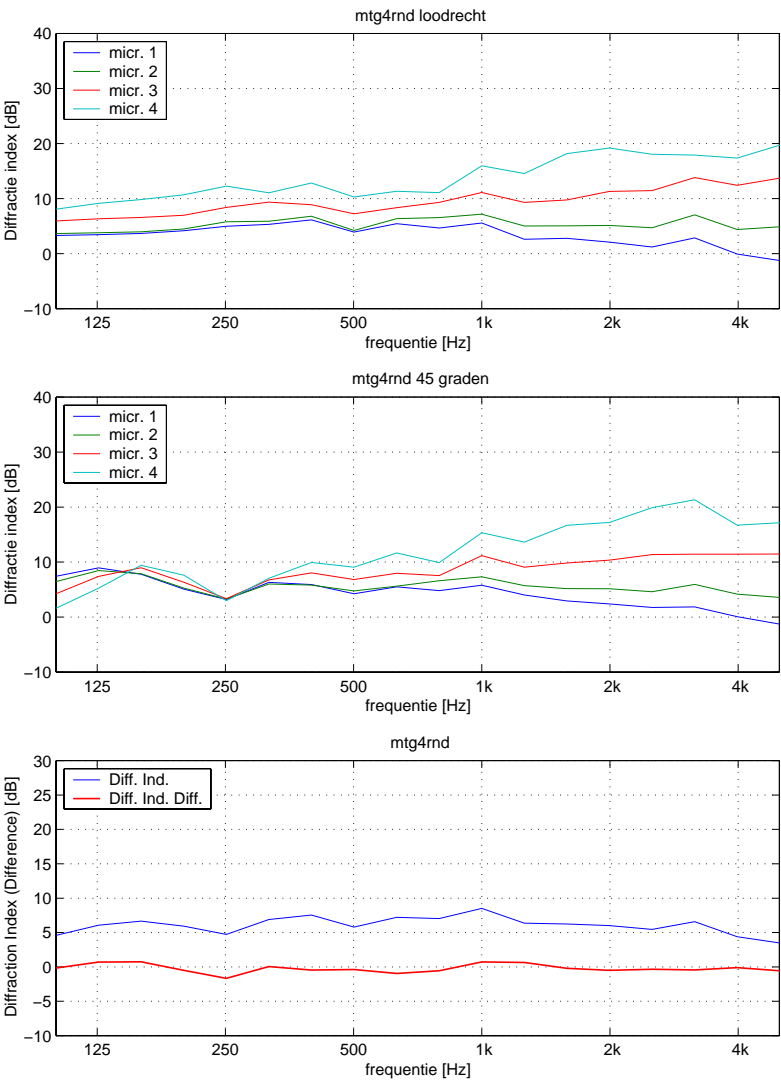 mtg4rnd loodrecht
40
30
20
10
0
−10
Diffractie index [dB]
micr. 1
micr. 2
micr. 3
micr. 4
125 250 500 1k 2k 4k
frequentie [Hz]
mtg4rnd 45 graden
40
30
20
10
0
−10
Diffractie index [dB]
micr. 1
micr. 2
micr. 3
micr. 4
125 250 500 1k 2k 4k
frequentie [Hz]
mtg4rnd
30
25
20
15
10
5
0
−5
−10
Diffraction Index (Difference) [dB]
Diff. Ind.
Diff. Ind. Diff.
125 250 500 1k 2k 4k
frequentie [Hz]